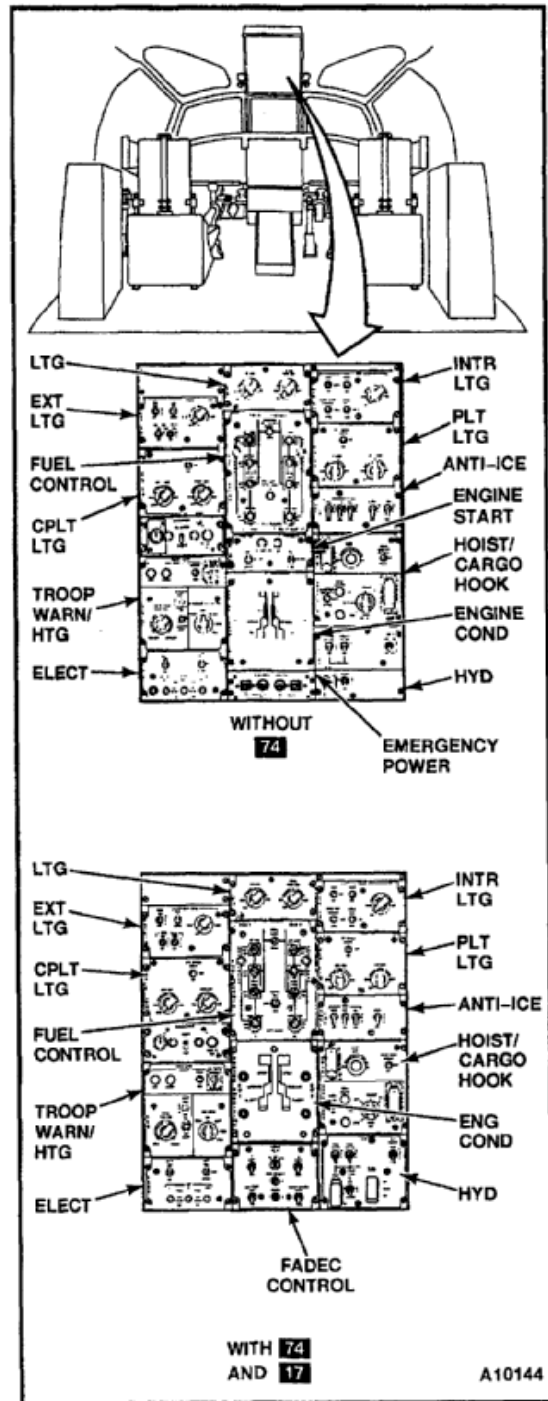 LTG
EXT
LTG
FUEL
CONTROL
CPLT
LTG
TROOP
WARN/
HTG
ELECT
INTR
LTG
PLT
LTG
ANTI-ICE
ENGINE
START
HOIST/
CARGO
HOOK
ENGINE
COND
HYD
EMERGENCY
POWER
WITHOUT
74
LTG
EXT
LTG
CPLT
LTG
FUEL
CONTROL
TROOP
WARN/
HTG
ELECT
INTR
LTG
PLT
LTG
ANTI-ICE
HOIST/
CARGO
HOOK
ENG
COND
HYD
FADEC
CONTROL
WITH 74
AND 17
A10144